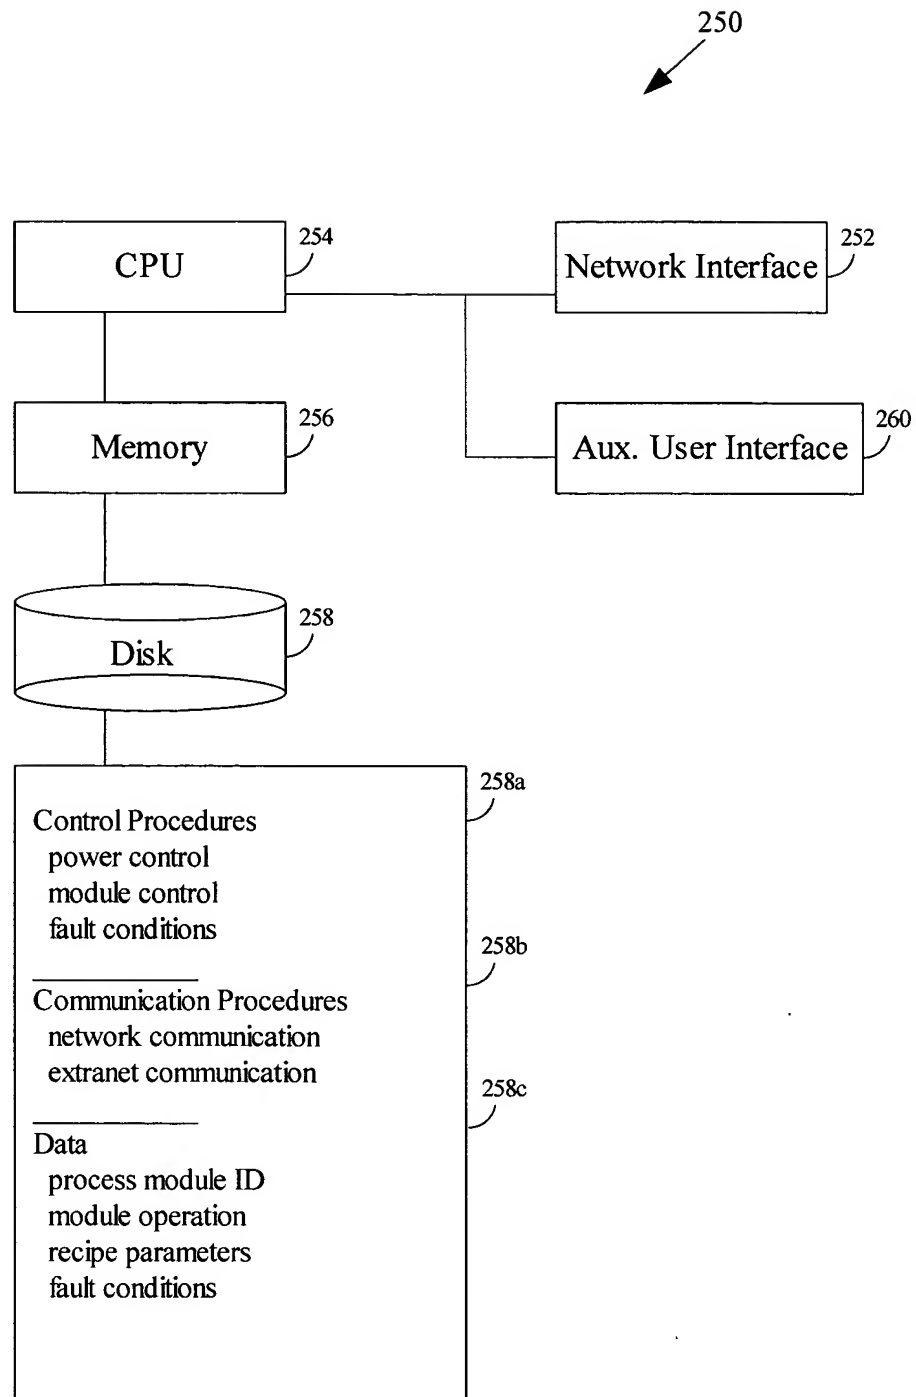 250
CPU
254
Network Interface
252
Memory
256
Aux. User Interface
260
Disk
258
258a
Control Procedures
power control
module control
fault conditions
258b
Communication Procedures
network communication
extranet communication
258c
Data
process module ID
module operation
recipe parameters
fault conditions